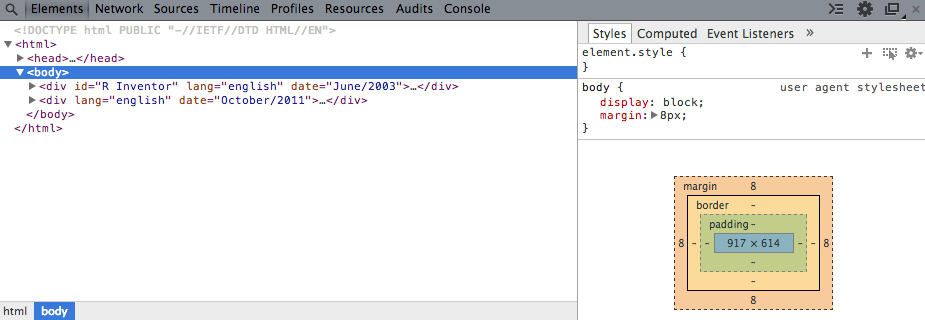 Elements Network Sources Timeline Profiles Resources Audits Console
<!DOCTYPE html PUBLIC "-//IETF//DTD HTML//EN">
▼<html>
▶<head>…</head>
▼<body>
▶<div id="R Inventor" lang="english" date="June/2003">…</div>
▶<div lang="english" date="October/2011">…</div>
</body>
</html>
html body
Styles Computed Event Listeners »
element.style {
}
body { user agent stylesheet
display: block;
margin:▶8px;
}
margin 8
border -
padding -
8 - - 917 × 614 - - 8
-
-
8